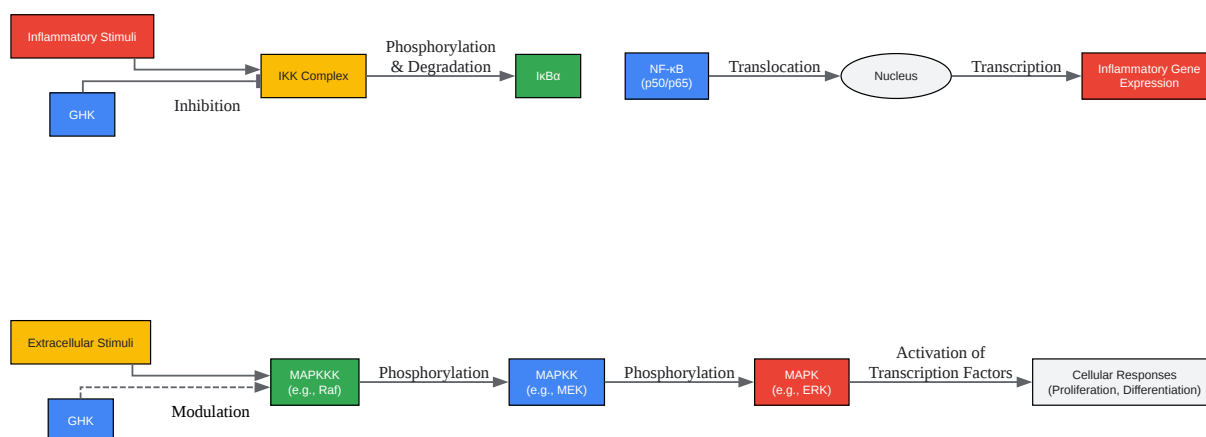 Inflammatory Stimuli
GHK
Inhibition
IKK Complex
Phosphorylation
& Degradation
IκBα
NF-κB
(p50/p65)
Translocation
Nucleus
Transcription
Inflammatory Gene
Expression
Extracellular Stimuli
GHK
Modulation
MAPKKK
(e.g., Raf)
Phosphorylation
MAPKK
(e.g., MEK)
Phosphorylation
MAPK
(e.g., ERK)
Activation of
Transcription Factors
Cellular Responses
(Proliferation, Differentiation)